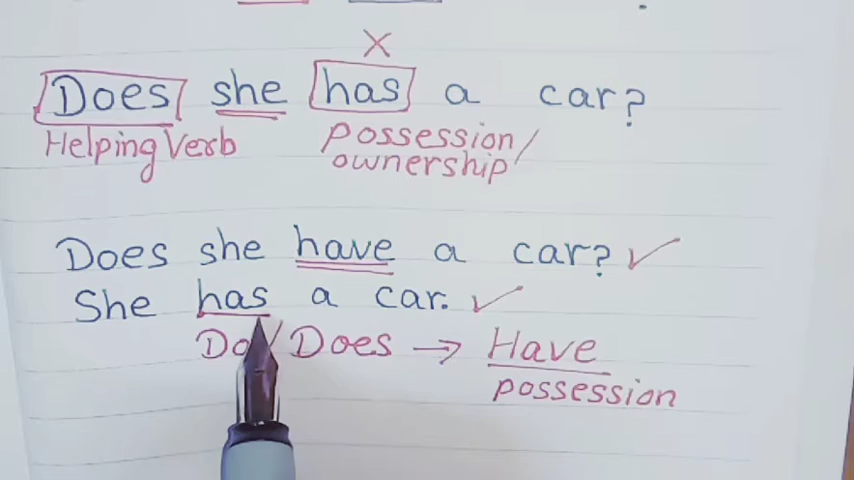 Does she has a car?
Helping Verb possession/
ownership
Does she have a car? ✓
She has a car. ✓
Do/Does → Have
possession